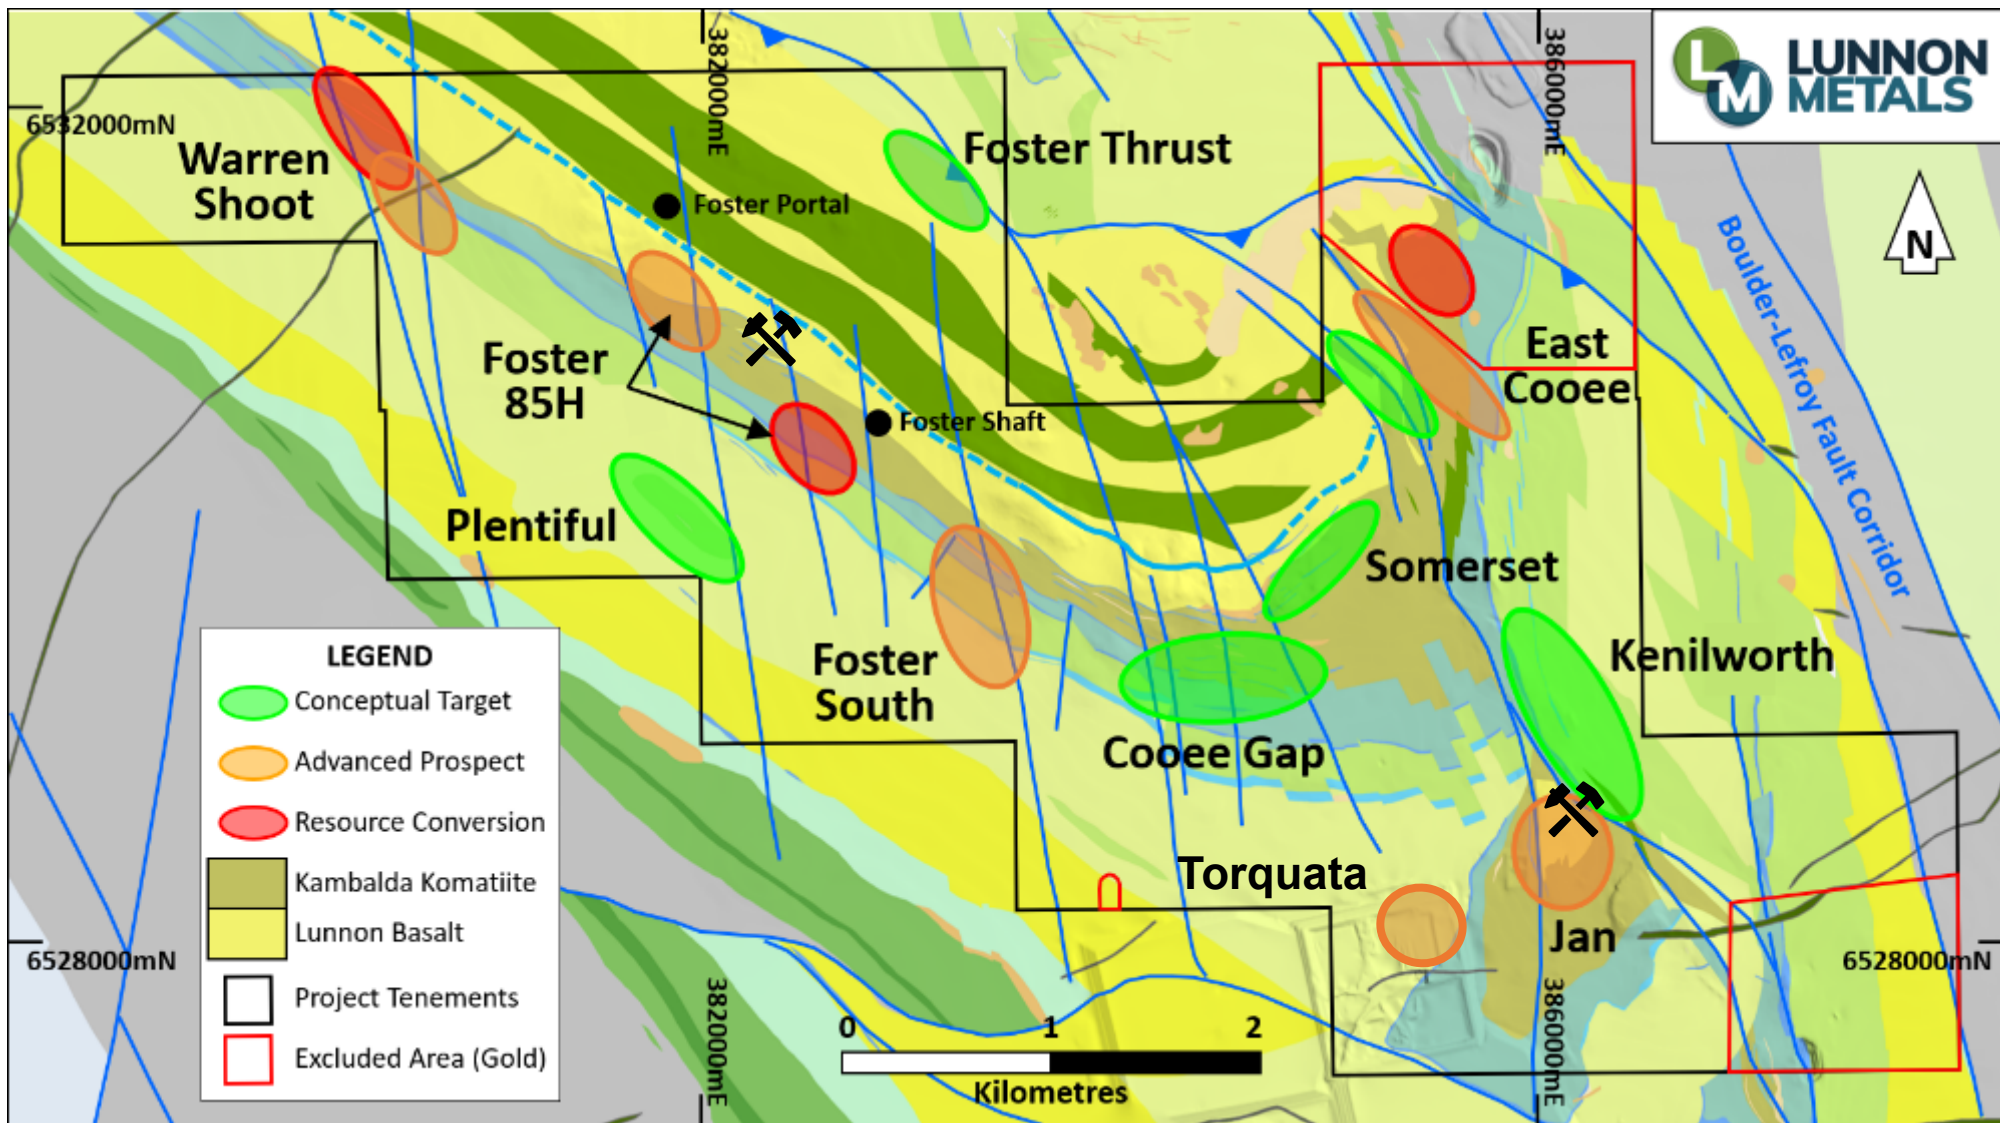 382000mE
386000mE
LM
LUNNON
METALS
6532000mN
Warren
Shoot
Foster Thrust
Foster Portal
N
Boulder-Lefroy Fault Corridor
Foster
85H
East
Cooee
Foster Shaft
Plentiful
Somerset
Foster
South
Kenilworth
Cooee Gap
Torquata
Jan
LEGEND
Conceptual Target
Advanced Prospect
Resource Conversion
Kambalda Komatiite
Lunnon Basalt
Project Tenements
Excluded Area (Gold)
6528000mN
6528000mN
382000mE
386000mE
0 1 2
Kilometres